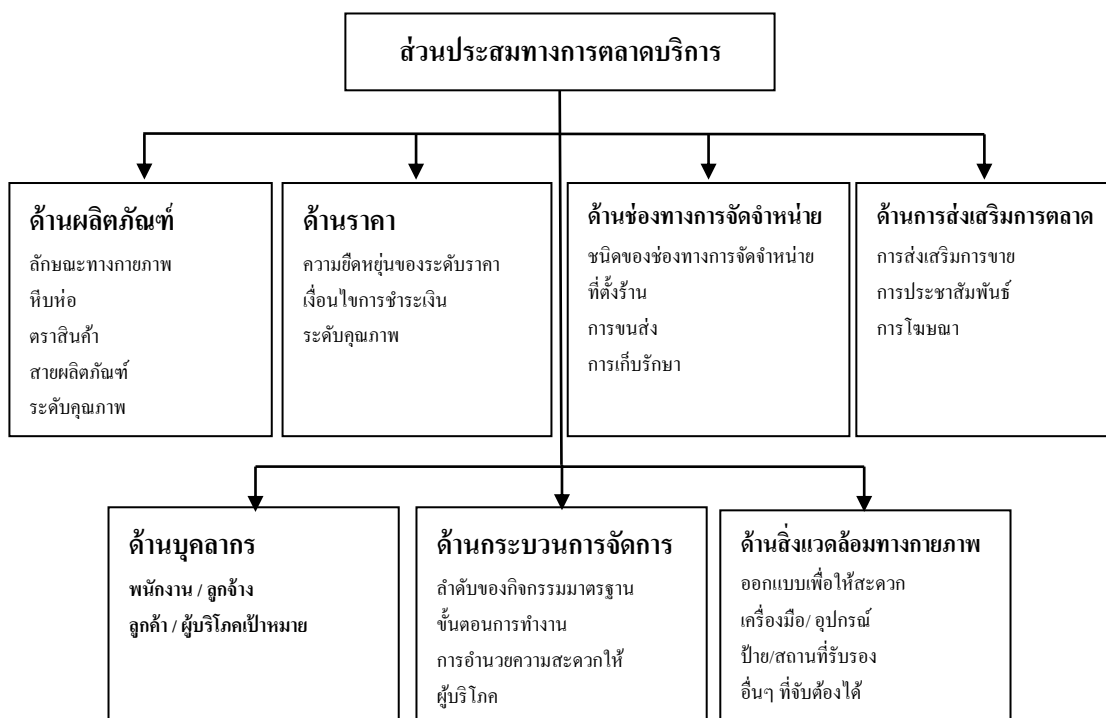 ส่วนประสมทางการตลาดบริการ
ด้านผลิตภัณฑ์
ลักษณะทางกายภาพ
หีบห่อ
ตราสินค้า
สายผลิตภัณฑ์
ระดับคุณภาพ
ด้านราคา
ความยืดหยุ่นของระดับราคา
เงื่อนไขการชำระเงิน
ระดับคุณภาพ
ด้านช่องทางการจัดจำหน่าย
ชนิดของช่องทางการจัดจำหน่าย
ที่ตั้งร้าน
การขนส่ง
การเก็บรักษา
ด้านการส่งเสริมการตลาด
การส่งเสริมการขาย
การประชาสัมพันธ์
การโฆษณา
ด้านบุคลากร
พนักงาน / ลูกจ้าง
ลูกค้า / ผู้บริโภคเป้าหมาย
ด้านกระบวนการจัดการ
ลำดับของกิจกรรมมาตรฐาน
ขั้นตอนการทำงาน
การอำนวยความสะดวกให้
ผู้บริโภค
ด้านสิ่งแวดล้อมทางกายภาพ
ออกแบบเพื่อให้สะดวก
เครื่องมือ/ อุปกรณ์
ป้าย/สถานที่รับรอง
อื่นๆ ที่จับต้องได้